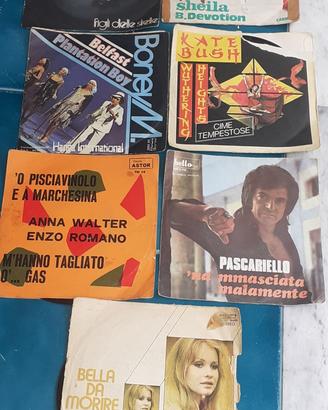 figli delle stelle
sheila
B. Devotion
Belfast
Plantation Boy
Boney M.
Hansa International
KATE
BUSH
WUTHERING
HEIGHTS
CIME
TEMPESTOSE
ASTOR
'O PISCIAVINOLO
E A' MARCHESINA
ANNA WALTER
ENZO ROMANO
M'HANNO TAGLIATO
O'... GAS
hello
PASCARIELLO
'na mmasciata
malamente
BELLA
DA
MORIRE